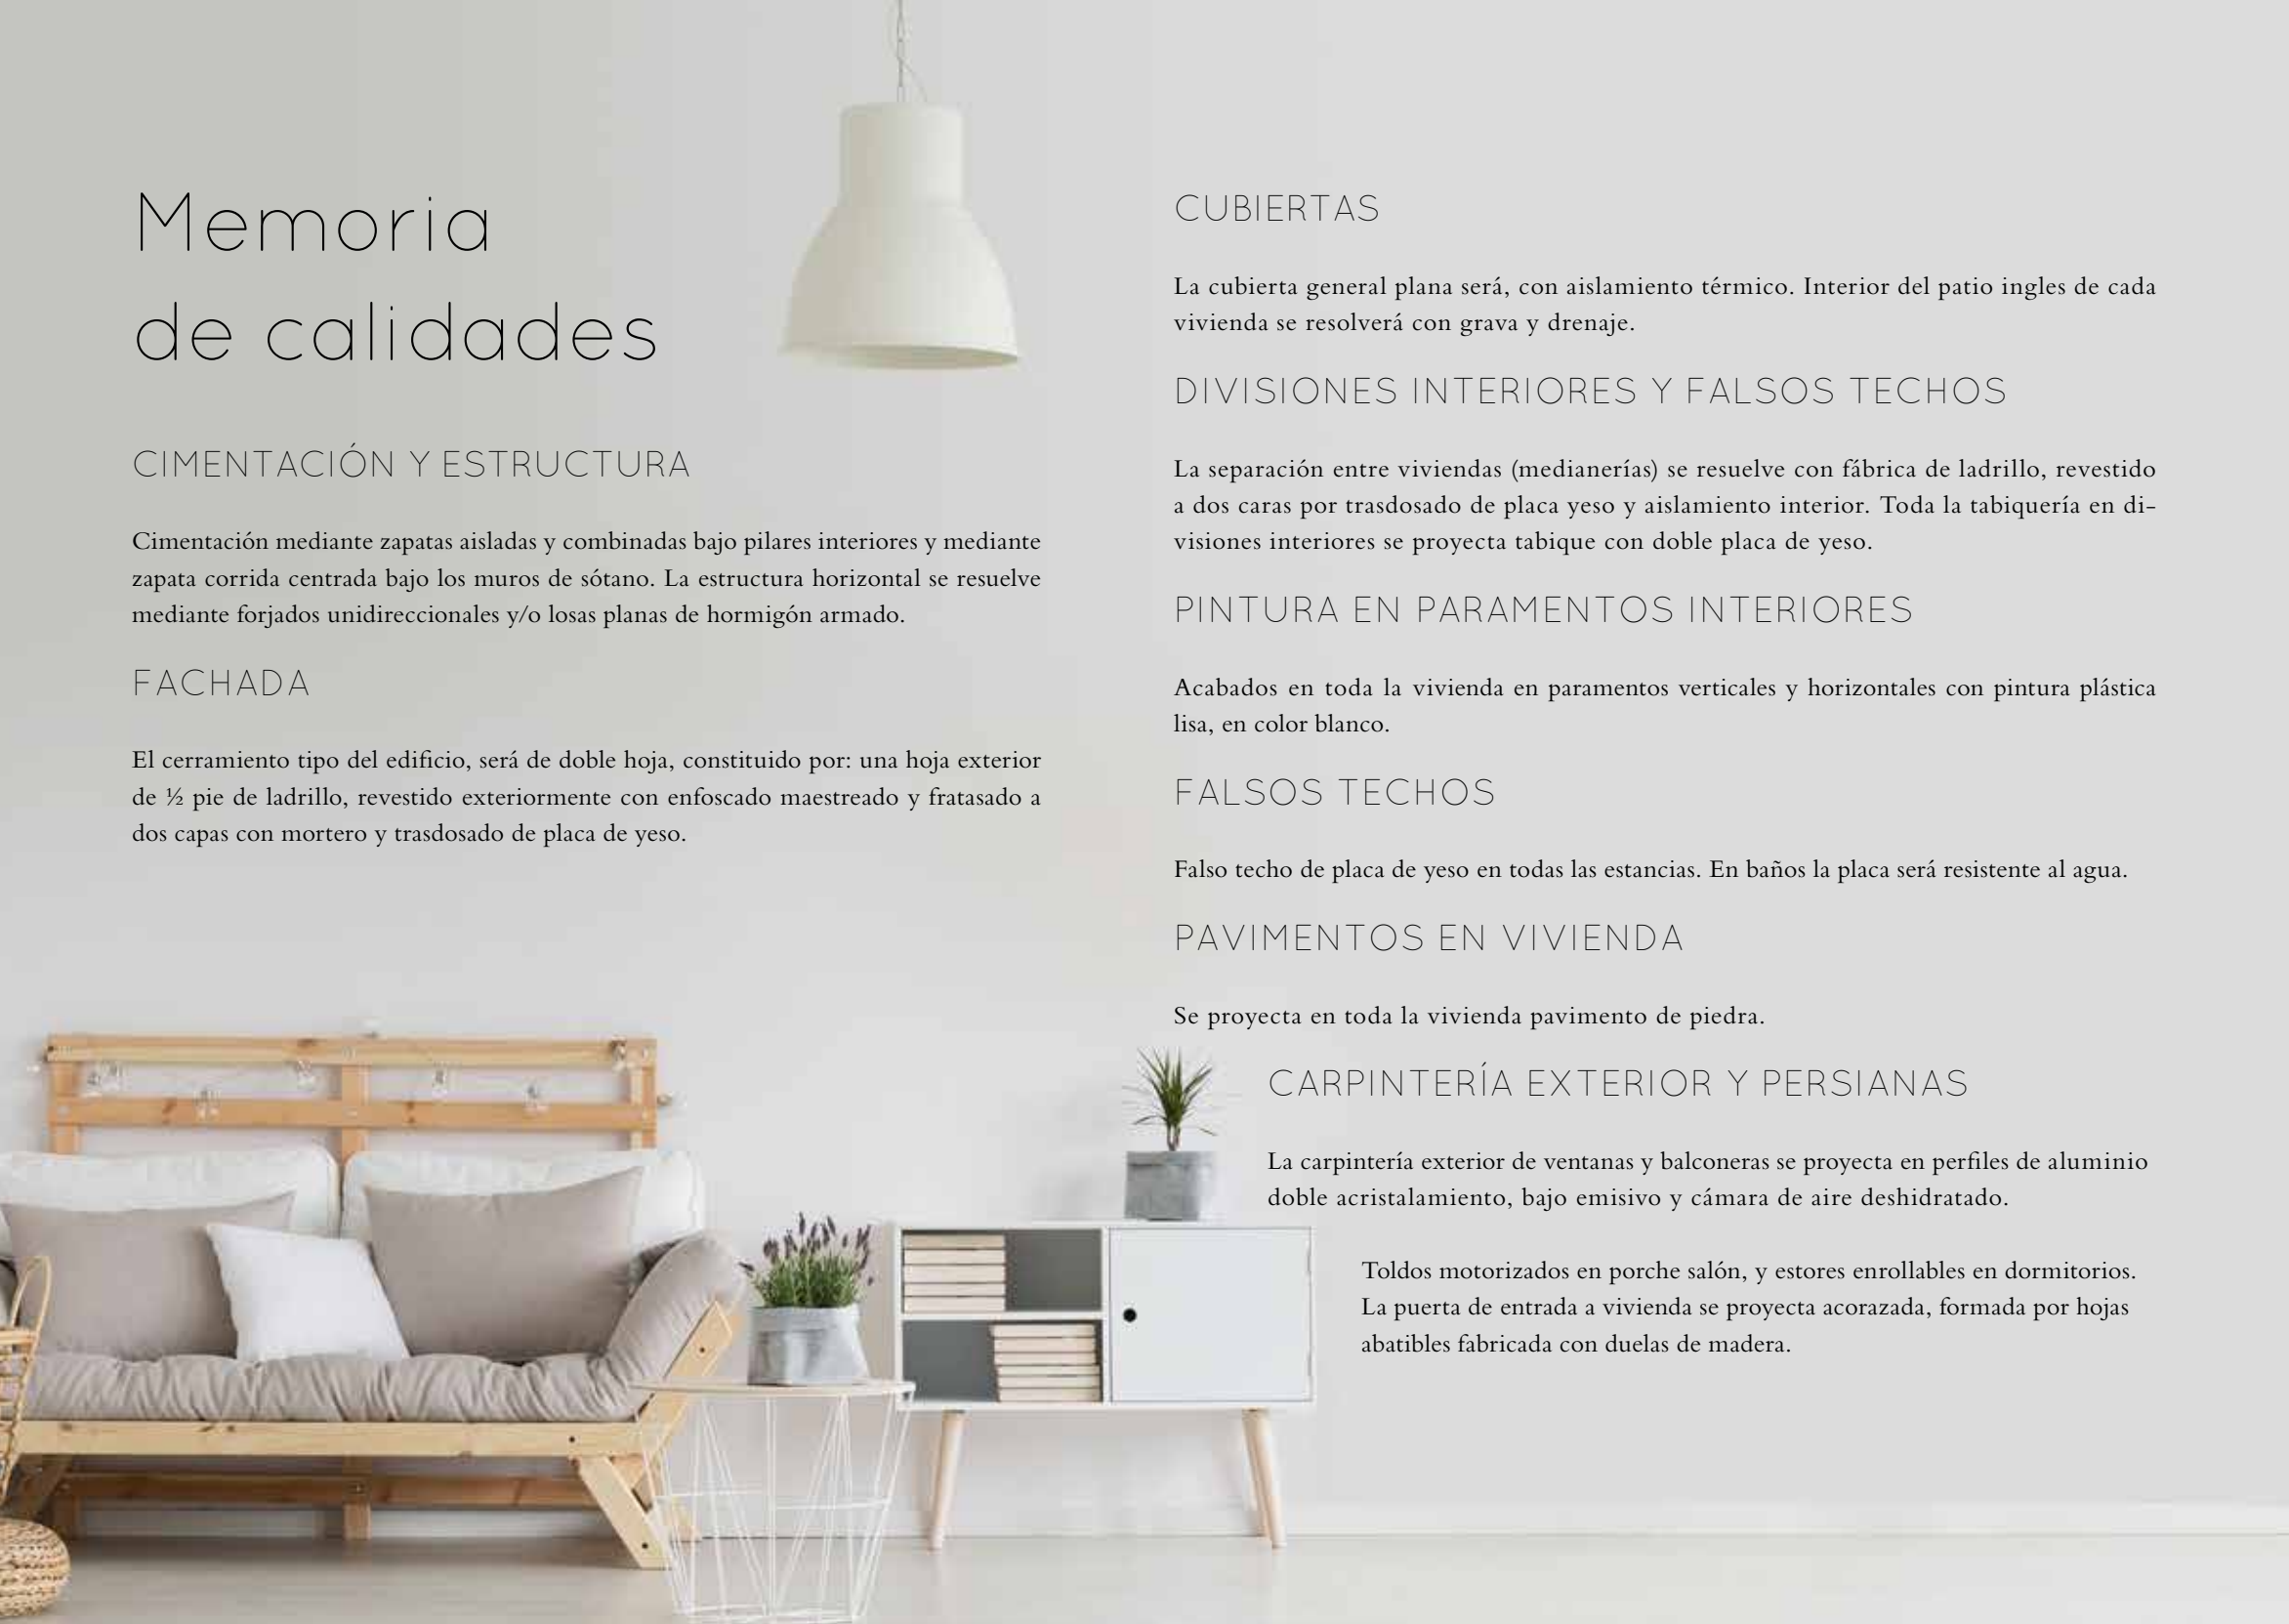 Memoria
de calidades
CIMENTACIÓN Y ESTRUCTURA
Cimentación mediante zapatas aisladas y combinadas bajo pilares interiores y mediante
zapata corrida centrada bajo los muros de sótano. La estructura horizontal se resuelve
mediante forjados unidireccionales y/o losas planas de hormigón armado.
FACHADA
El cerramiento tipo del edificio, será de doble hoja, constituido por: una hoja exterior
de ½ pie de ladrillo, revestido exteriormente con enfoscado maestreado y fratasado a
dos capas con mortero y trasdosado de placa de yeso.
CUBIERTAS
La cubierta general plana será, con aislamiento térmico. Interior del patio ingles de cada
vivienda se resolverá con grava y drenaje.
DIVISIONES INTERIORES Y FALSOS TECHOS
La separación entre viviendas (medianerías) se resuelve con fábrica de ladrillo, revestido
a dos caras por trasdosado de placa yeso y aislamiento interior. Toda la tabiquería en di-
visiones interiores se proyecta tabique con doble placa de yeso.
PINTURA EN PARAMENTOS INTERIORES
Acabados en toda la vivienda en paramentos verticales y horizontales con pintura plástica
lisa, en color blanco.
FALSOS TECHOS
Falso techo de placa de yeso en todas las estancias. En baños la placa será resistente al agua.
PAVIMENTOS EN VIVIENDA
Se proyecta en toda la vivienda pavimento de piedra.
CARPINTERÍA EXTERIOR Y PERSIANAS
La carpintería exterior de ventanas y balconeras se proyecta en perfiles de aluminio
doble acristalamiento, bajo emisivo y cámara de aire deshidratado.
Toldos motorizados en porche salón, y estores enrollables en dormitorios.
La puerta de entrada a vivienda se proyecta acorazada, formada por hojas
abatibles fabricada con duelas de madera.